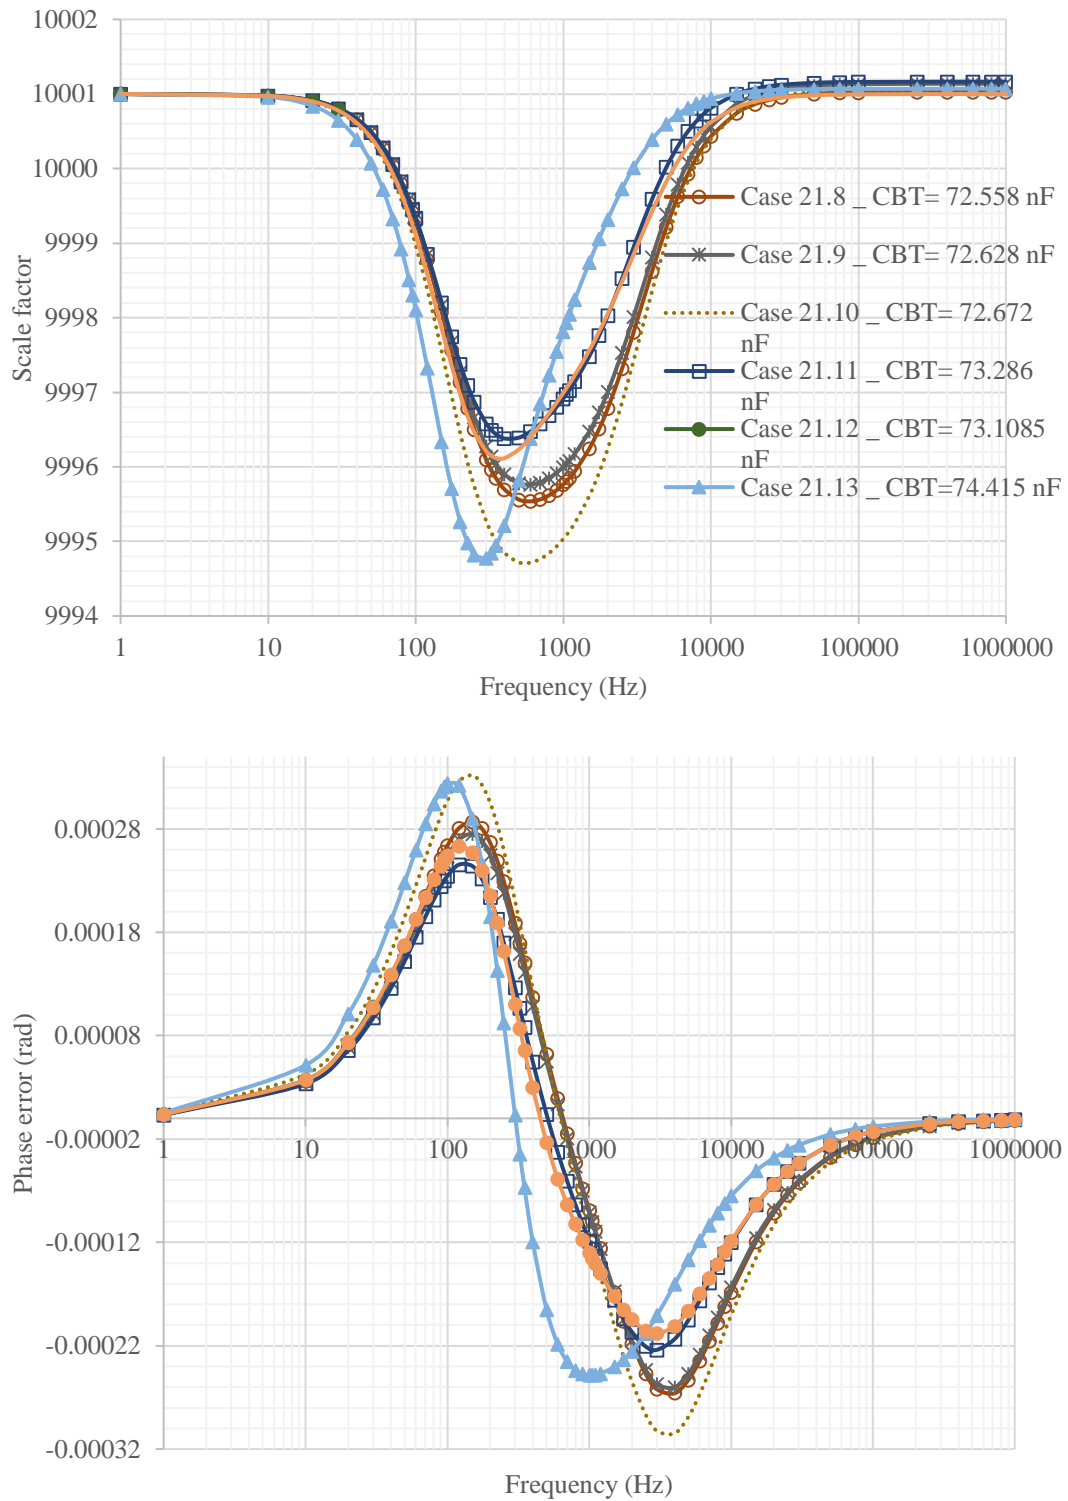 10002
10001
10000
9999
9998
9997
9996
9995
9994
Scale factor
Case 21.8 _ CBT= 72.558 nF
Case 21.9 _ CBT= 72.628 nF
Case 21.10 _ CBT= 72.672
nF
Case 21.11 _ CBT= 73.286
nF
Case 21.12 _ CBT= 73.1085
nF
Case 21.13 _ CBT=74.415 nF
1 10 100 1000 10000 100000 1000000
Frequency (Hz)
0.00028
0.00018
0.00008
-0.00002
-0.00012
-0.00022
-0.00032
Phase error (rad)
1 10 100 1000 10000 100000 1000000
Frequency (Hz)